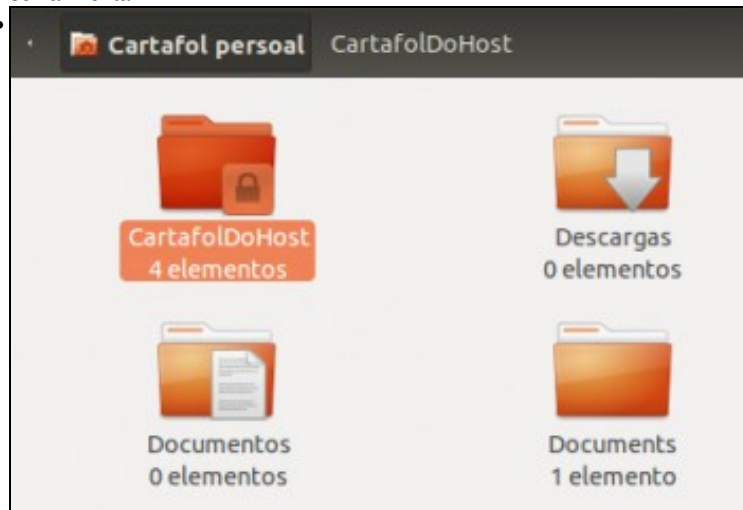 Cartafol persoal CartafolDoHost
CartafolDoHost
4 elementos
Descargas
0 elementos
Documentos
0 elementos
Documents
1 elemento